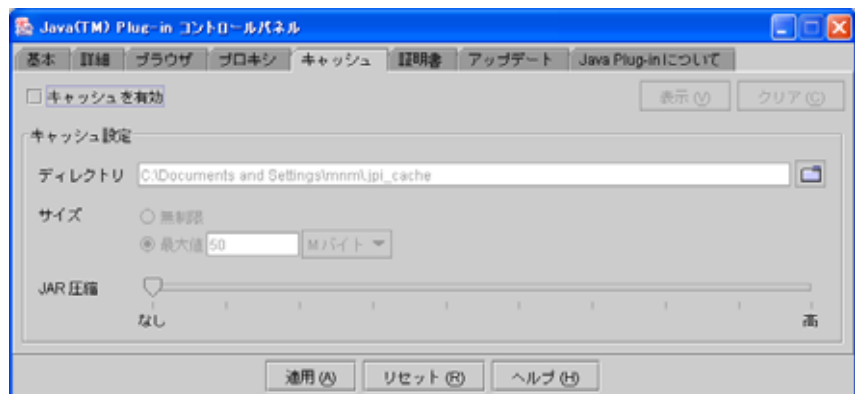 Java(TM) Plug-in コントロールパネル
基本 詳細 ブラウザ プロキシ キャッシュ 証明書 アップデート Java Plug-inについて
キャッシュを有効 表示(V) クリア(C)
キャッシュ設定
ディレクトリ C:\Documents and Settings\mnm\.jpi_cache
サイズ 無制限
最大値 50 Mバイト
JAR 圧縮
なし 高
適用(A) リセット(R) ヘルプ(H)